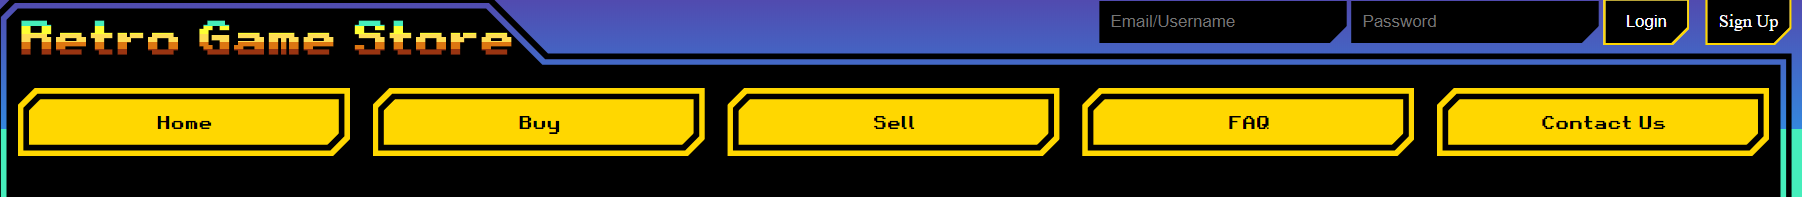 Retro Game Store
Email/Username
Password
Login
Sign Up
Home
Buy
Sell
FAQ
Contact Us